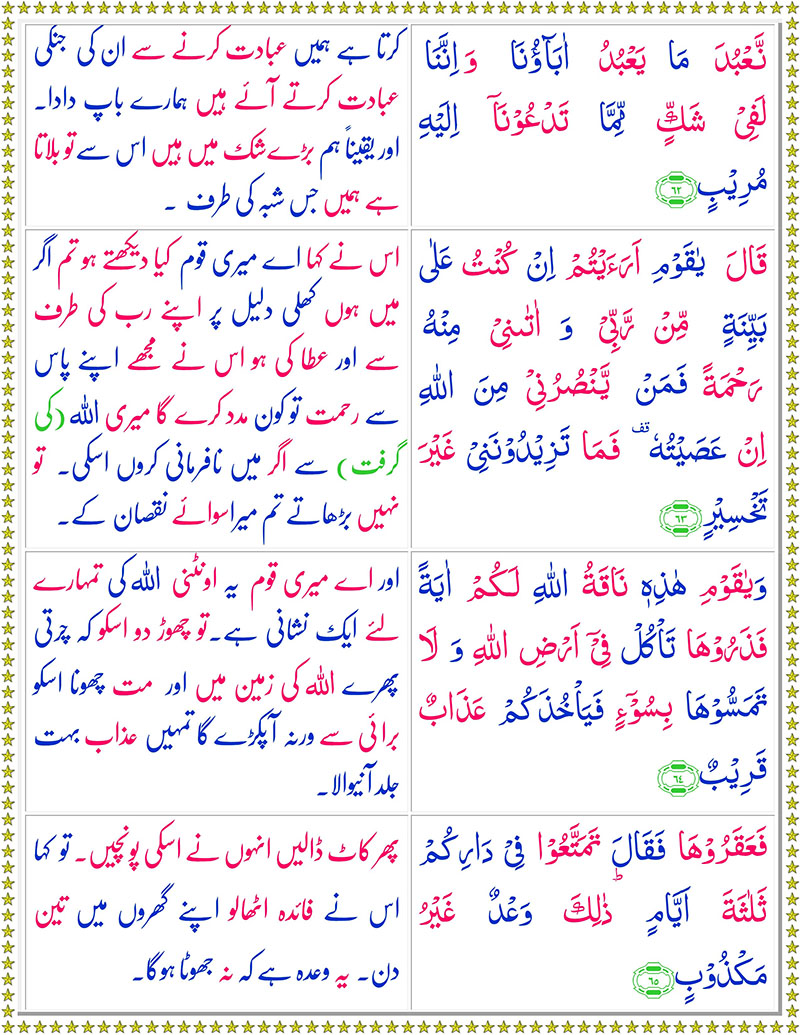 نَّعْبُدَ مَا يَعْبُدُ اٰبَآؤُنَا وَاِنَّنَا
لَفِیْ شَكٍّ مِّمَّا تَدْعُوْنَاۤ اِلَیْهِ
مُرِیْبٍ ۶۲
کرتا ہے ہمیں عبادت کرنے سے ان کی جنکی
عبادت کرتے آئے ہیں ہمارے باپ دادا۔
اور یقیناً ہم بڑے شک میں ہیں اس سے تو بلاتا
ہے ہمیں جس شبہ کی طرف ۔
قَالَ یٰقَوْمِ اَرَءَیْتُمْ اِنْ كُنْتُ عَلٰی
بَیِّنَةٍ مِّنْ رَّبِّیْ وَ اٰتٰىنِیْ مِنْهُ
رَحْمَةً فَمَنْ یَّنْصُرُنِیْ مِنَ اللّٰهِ
اِنْ عَصَیْتُهٗ ۫ فَمَا تَزِیْدُوْنَنِیْ غَیْرَ
تَخْسِیْرٍ ۶۳
اس نے کہا اے میری قوم کیا دیکھتے ہو تم اگر
میں ہوں کھلی دلیل پر اپنے رب کی طرف
سے اور عطا کی ہو اس نے مجھے اپنے پاس
سے رحمت تو کون مدد کرے گا میری اللہ (کی
گرفت) سے اگر میں نافرمانی کروں اسکی۔ تو
نہیں بڑھاتے تم میرا سوائے نقصان کے۔
وَیٰقَوْمِ هٰذِهٖ نَاقَةُ اللّٰهِ لَكُمْ اٰیَةً
فَذَرُوْهَا تَاْكُلْ فِیْۤ اَرْضِ اللّٰهِ وَ لَا
تَمَسُّوْهَا بِسُوْٓءٍ فَیَاْخُذَكُمْ عَذَابٌ
قَرِیْبٌ ۶۴
اور اے میری قوم یہ اونٹنی اللہ کی تمہارے
لئے ایک نشانی ہے۔ تو چھوڑ دو اسکو کہ چرتی
پھرے اللہ کی زمین میں اور مت چھونا اسکو
برائی سے ورنہ آپکڑے گا تمہیں عذاب بہت
جلد آنیوالا۔
فَعَقَرُوْهَا فَقَالَ تَمَتَّعُوْا فِیْ دَارِكُمْ
ثَلٰثَةَ اَیَّامٍ ؕ ذٰلِكَ وَعْدٌ غَیْرُ
مَكْذُوْبٍ ۶۵
پھر کاٹ ڈالیں انہوں نے اسکی پونچیں۔ تو کہا
اس نے فائدہ اٹھالو اپنے گھروں میں تین
دن۔ یہ وعدہ ہے کہ نہ جھوٹا ہوگا۔